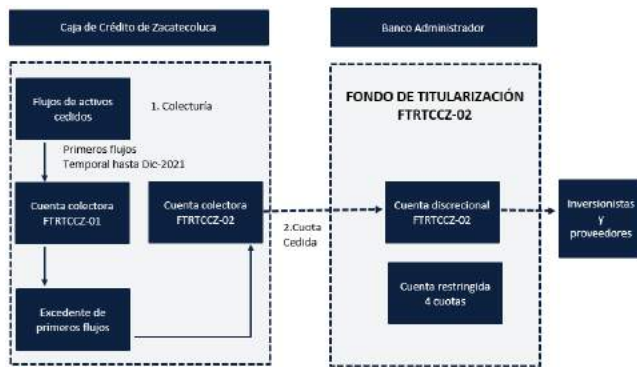 Caja de Crédito de Zacatecoluca
Banco Administrador
Flujos de activos
cedidos
1. Colecturía
FONDO DE TITULARIZACIÓN
FTRTCCZ-02
Primeros flujos
Temporal hasta Dic-2021
Cuenta colectora
FTRTCCZ-01
Cuenta colectora
FTRTCCZ-02
2.Cuota
Cedida
Cuenta discrecional
FTRTCCZ-02
Inversionistas
y
proveedores
Cuenta restringida
4 cuotas
Excedente de
primeros flujos